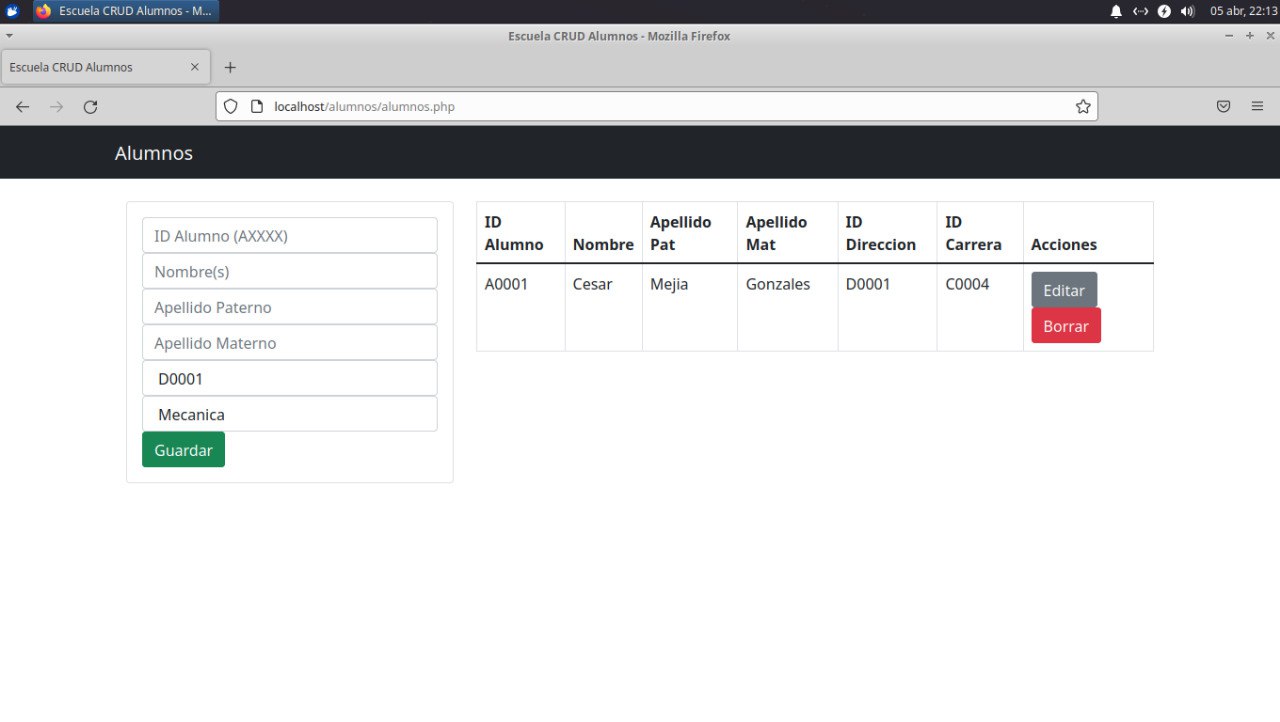 Escuela CRUD Alumnos - M...
05 abr, 22:13
Escuela CRUD Alumnos - Mozilla Firefox
Escuela CRUD Alumnos
localhost/alumnos/alumnos.php
Alumnos
ID Alumno (AXXXX)
Nombre(s)
Apellido Paterno
Apellido Materno
D0001
Mecanica
Guardar
ID Alumno Nombre Apellido Pat Apellido Mat ID Direccion ID Carrera Acciones
A0001 Cesar Mejia Gonzales D0001 C0004 Editar
Borrar